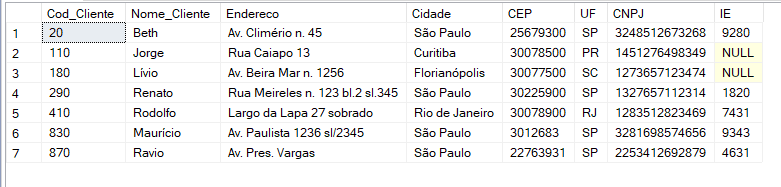 Cod_Cliente Nome_Cliente Endereco Cidade CEP UF CNPJ IE
1 20 Beth Av. Climério n. 45 São Paulo 25679300 SP 3248512673268 9280
2 110 Jorge Rua Caiapo 13 Curitiba 30078500 PR 1451276498349 NULL
3 180 Lívio Av. Beira Mar n. 1256 Florianópolis 30077500 SC 1273657123474 NULL
4 290 Renato Rua Meireles n. 123 bl.2 sl.345 São Paulo 30225900 SP 1327657112314 1820
5 410 Rodolfo Largo da Lapa 27 sobrado Rio de Janeiro 30078900 RJ 1283512823469 7431
6 830 Maurício Av. Paulista 1236 sl/2345 São Paulo 3012683 SP 3281698574656 9343
7 870 Ravio Av. Pres. Vargas São Paulo 22763931 SP 2253412692879 4631